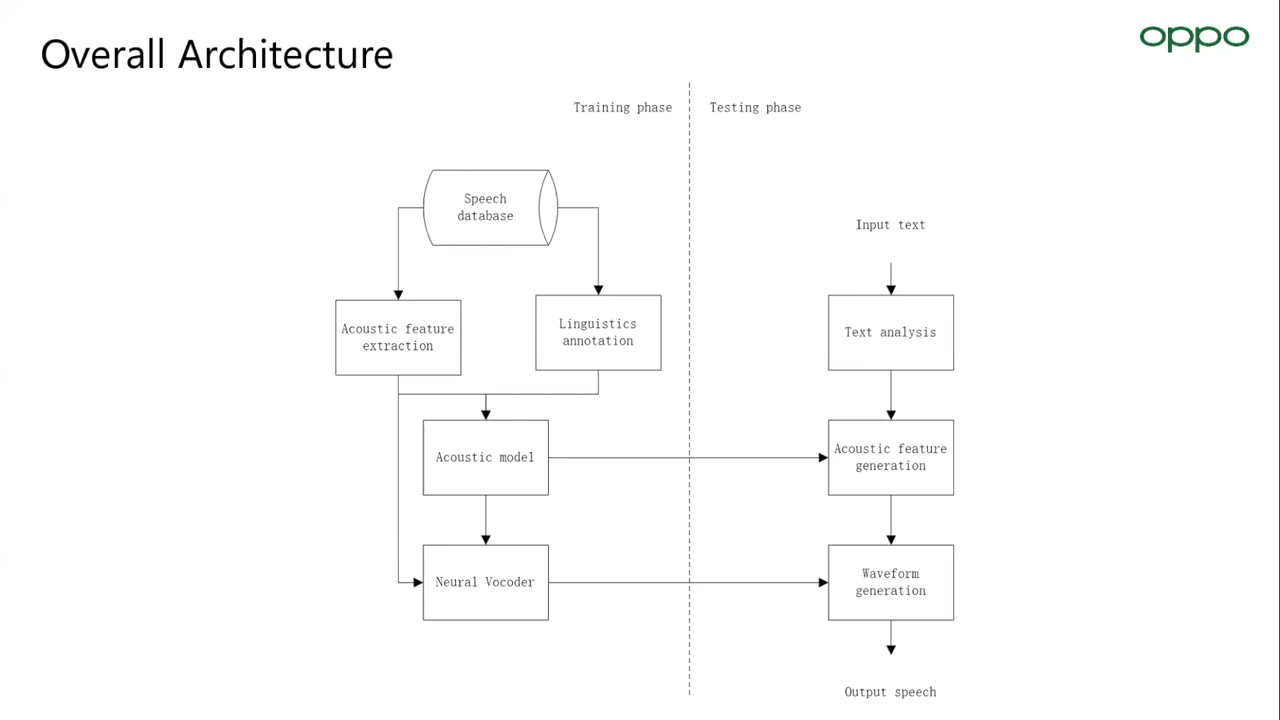 Overall Architecture
oppo
Training phase
Testing phase
Speech
database
Input text
Acoustic feature
extraction
Linguistics
annotation
Text analysis
Acoustic model
Acoustic feature
generation
Neural Vocoder
Waveform
generation
Output speech